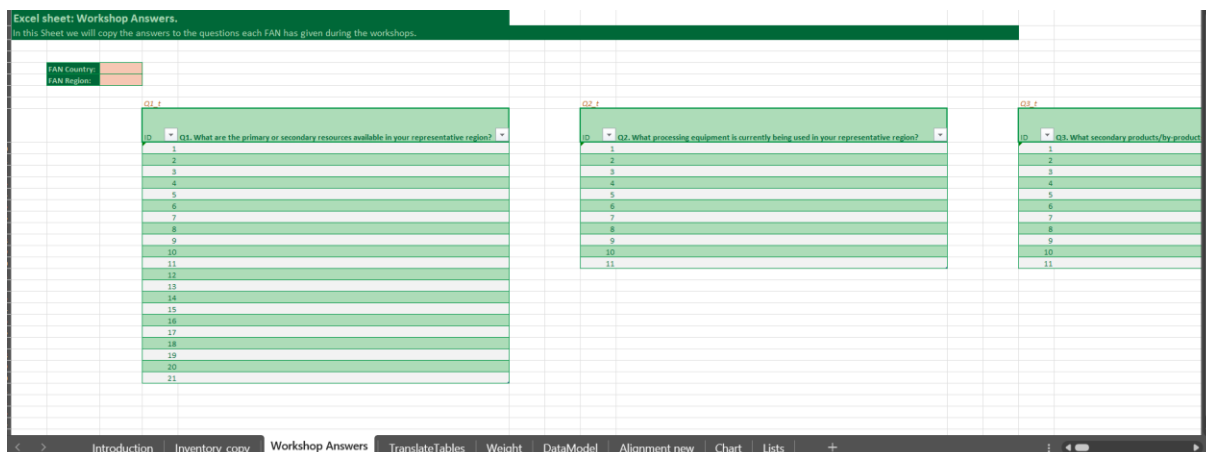 Excel sheet: Workshop Answers.
In this Sheet we will copy the answers to the questions each FAN has given during the workshops.
FAN Country:
FAN Region:
Q1_t Q2_t Q3_t
ID Q1. What are the primary or secondary resources available in your representative region? ID Q2. What processing equipment is currently being used in your representative region? ID Q3. What secondary products/by-product
1 1 1
2 2 2
3 3 3
4 4 4
5 5 5
6 6 6
7 7 7
8 8 8
9 9 9
10 10 10
11 11 11
12
13
14
15
16
17
18
19
20
21
Introduction Inventory_copy Workshop Answers TranslateTables Weight DataModel Alignment new Chart Lists +